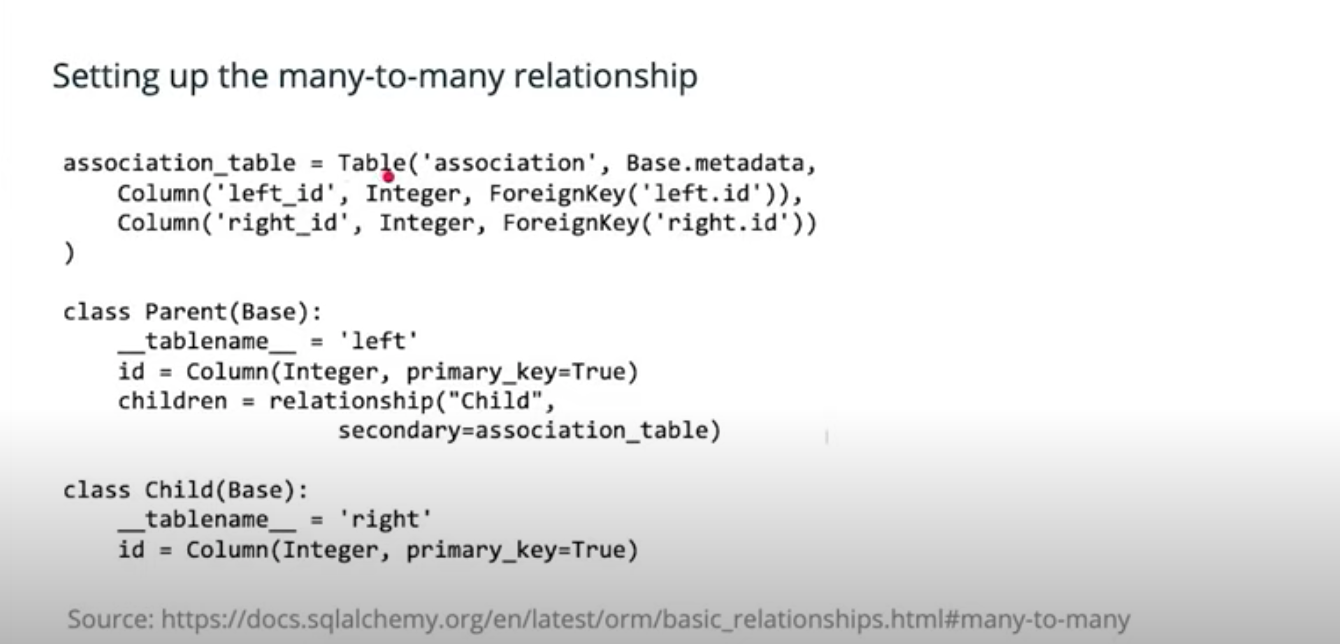 Setting up the many-to-many relationship
association_table = Table('association', Base.metadata,
    Column('left_id', Integer, ForeignKey('left.id')),
    Column('right_id', Integer, ForeignKey('right.id'))
)
class Parent(Base):
    __tablename__ = 'left'
    id = Column(Integer, primary_key=True)
    children = relationship("Child",
                    secondary=association_table)
class Child(Base):
    __tablename__ = 'right'
    id = Column(Integer, primary_key=True)
Source: https://docs.sqlalchemy.org/en/latest/orm/basic_relationships.html#many-to-many